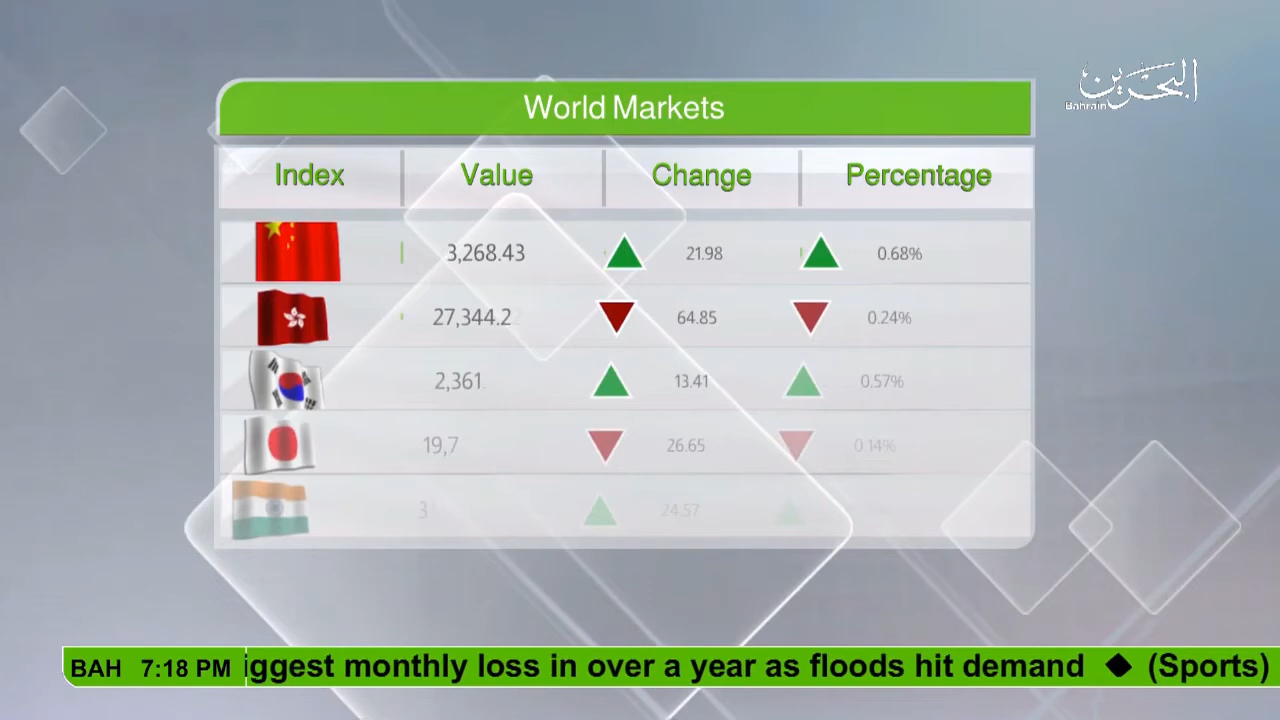 البحرين
Bahrain
World Markets
Index Value Change Percentage
3,268.43 21.98 0.68%
27,344.2 64.85 0.24%
2,361 13.41 0.57%
19,7 26.65 0.14%
3 24.57
BAH 7:18 PM iggest monthly loss in over a year as floods hit demand ◆ (Sports)